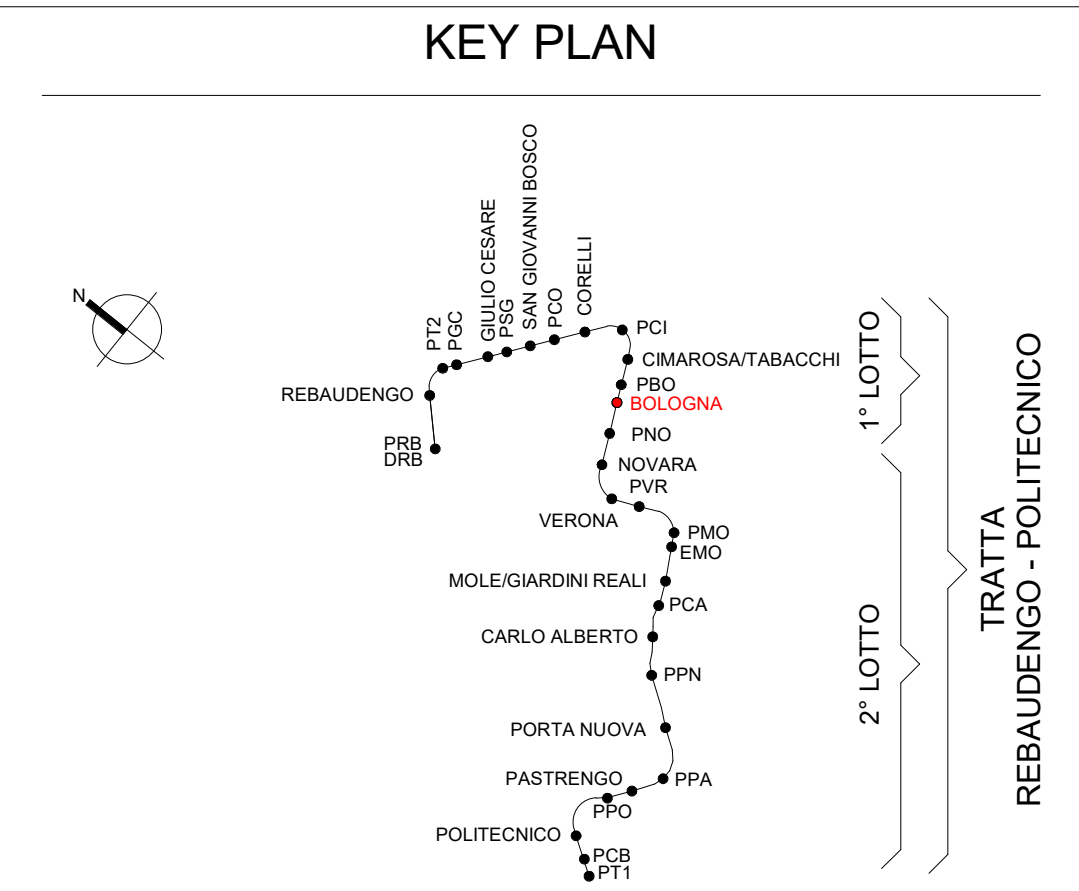 KEY PLAN
N
PT2
PGC
GIULIO CESARE
PSG
SAN GIOVANNI BOSCO
PCO
CORELLI
PCI
CIMAROSA/TABACCHI
REBAUDENGO
PBO
BOLOGNA
PRB
DRB
PNO
NOVARA
PVR
VERONA
PMO
EMO
MOLE/GIARDINI REALI
PCA
CARLO ALBERTO
PPN
PORTA NUOVA
PASTRENGO
PPA
PPO
POLITECNICO
PCB
PT1
1° LOTTO
2° LOTTO
TRATTA
REBAUDENGO - POLITECNICO